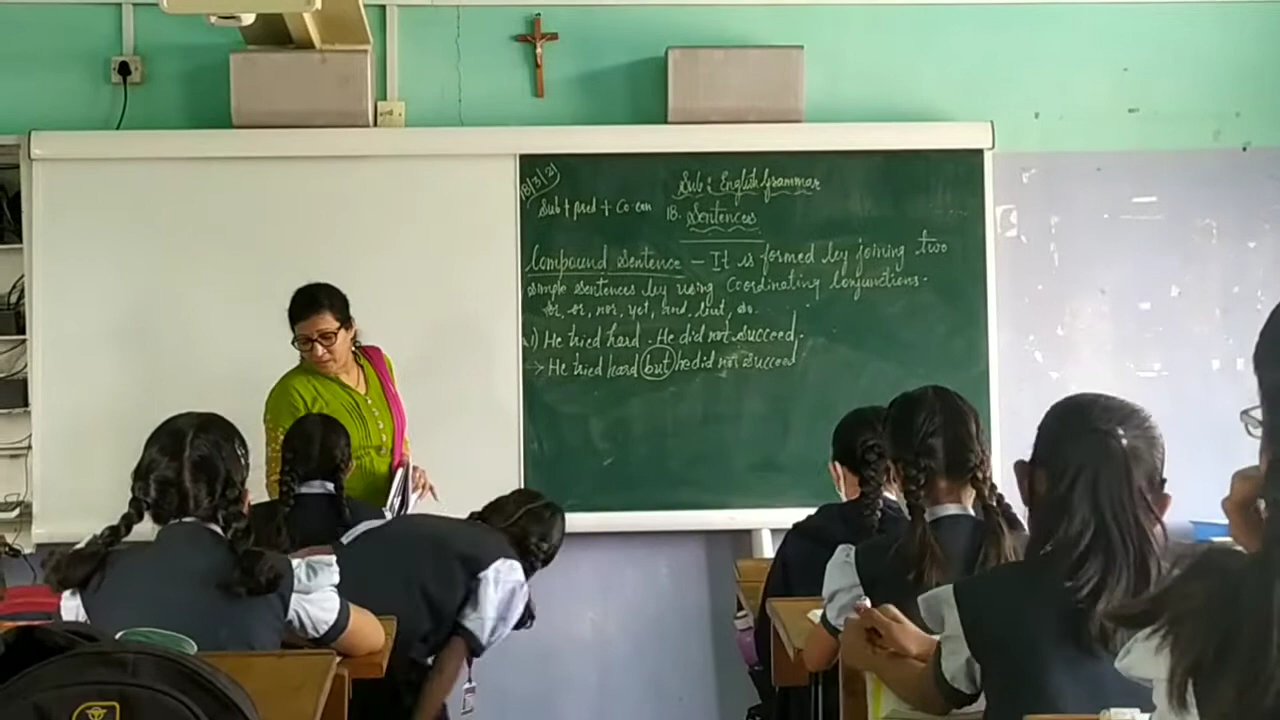 18/3/21
Sub : English Grammar
Sub + pred + Co.con 18. Sentences
Compound Sentence - It is formed by joining two
simple sentences by using Coordinating Conjunctions.
for, or, nor, yet, and, but, so.
1) He tried hard. He did not succeed.
→ He tried hard but he did not succeed